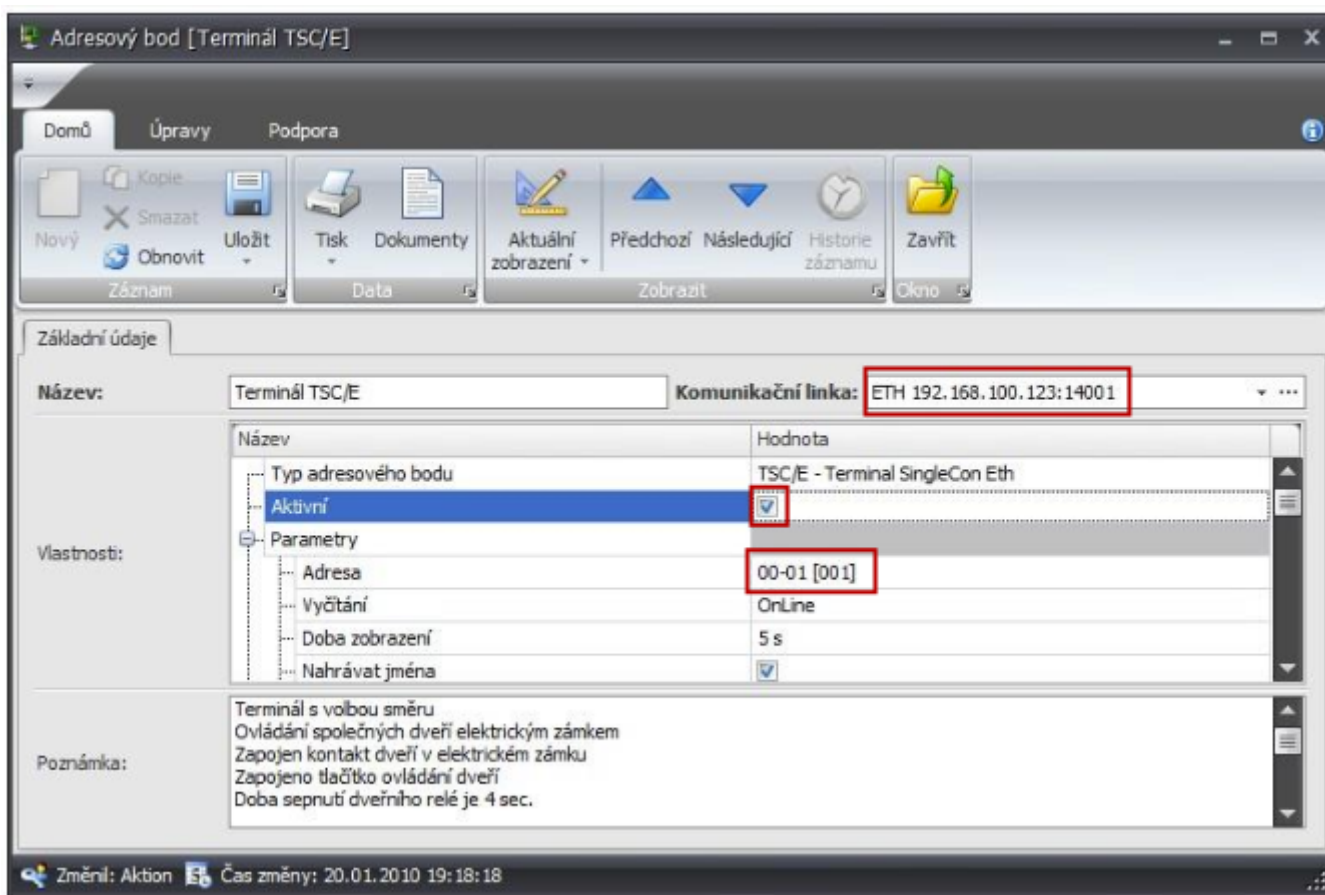 Adresový bod [Terminál TSC/E]
Domů Úpravy Podpora
Nový
Kopie
Smazat
Obnovit
Uložit
Záznam
Tisk
Dokumenty
Data
Aktuální
zobrazení
Předchozí
Následující
Historie
záznamu
Zobrazit
Zavřít
Okno
Základní údaje
Název: Terminál TSC/E Komunikační linka: ETH 192.168.100.123:14001 ...
Vlastnosti:
Název Hodnota
Typ adresového bodu TSC/E - Terminal SingleCon Eth
Aktivní
Parametry
Adresa 00-01 [001]
Vyčítání OnLine
Doba zobrazení 5 s
Nahrávat jména
Poznámka:
Terminál s volbou směru
Ovládání společných dveří elektrickým zámkem
Zapojen kontakt dveří v elektrickém zámku
Zapojeno tlačítko ovládání dveří
Doba sepnutí dveřního relé je 4 sec.
Změnil: Aktion Čas změny: 20.01.2010 19:18:18